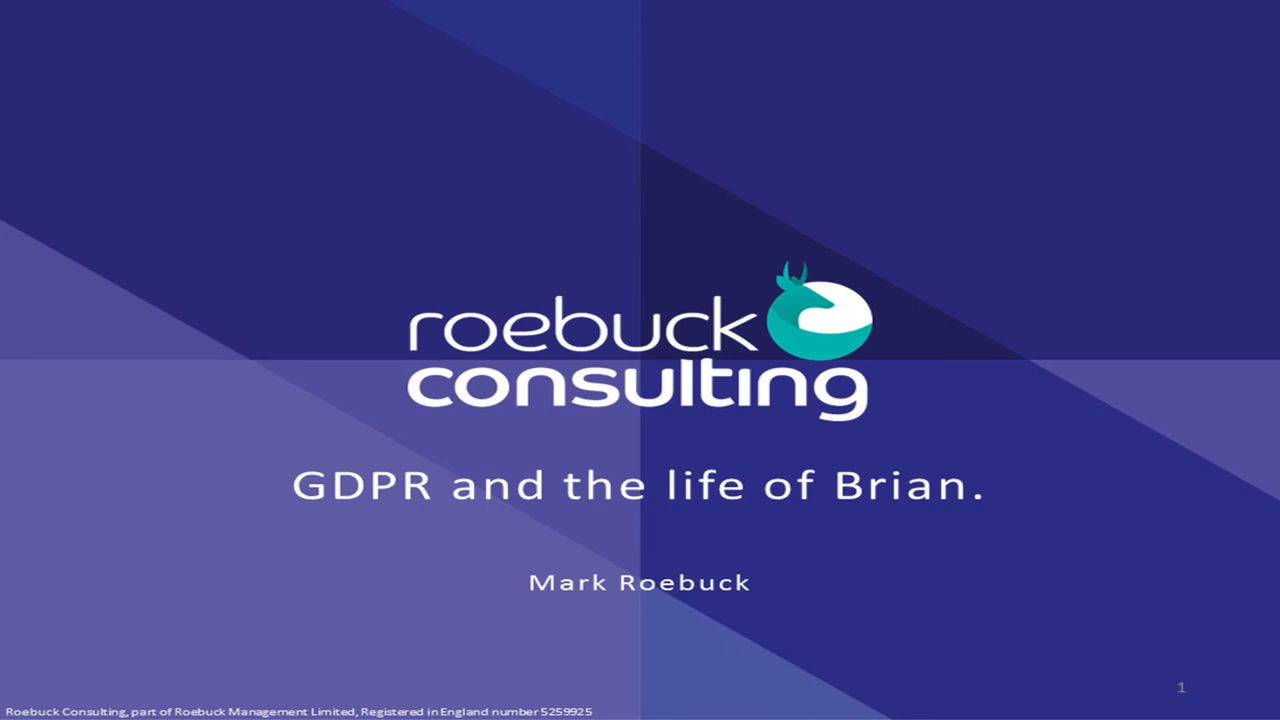 roebuck
consulting
GDPR and the life of Brian.
Mark Roebuck
1
Roebuck Consulting, part of Roebuck Management Limited, Registered in England number 5259925